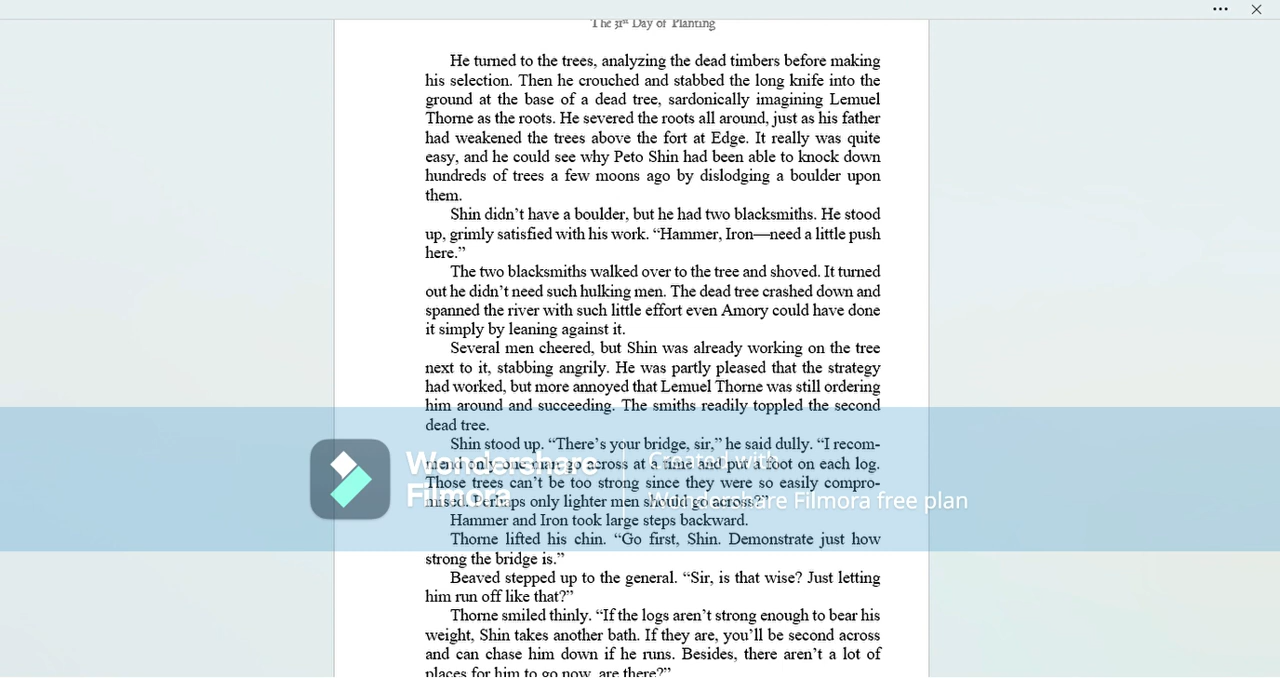 The 31st Day of Planting
He turned to the trees, analyzing the dead timbers before making
his selection. Then he crouched and stabbed the long knife into the
ground at the base of a dead tree, sardonically imagining Lemuel
Thorne as the roots. He severed the roots all around, just as his father
had weakened the trees above the fort at Edge. It really was quite
easy, and he could see why Peto Shin had been able to knock down
hundreds of trees a few moons ago by dislodging a boulder upon
them.
Shin didn’t have a boulder, but he had two blacksmiths. He stood
up, grimly satisfied with his work. “Hammer, Iron—need a little push
here.”
The two blacksmiths walked over to the tree and shoved. It turned
out he didn’t need such hulking men. The dead tree crashed down and
spanned the river with such little effort even Amory could have done
it simply by leaning against it.
Several men cheered, but Shin was already working on the tree
next to it, stabbing angrily. He was partly pleased that the strategy
had worked, but more annoyed that Lemuel Thorne was still ordering
him around and succeeding. The smiths readily toppled the second
dead tree.
Shin stood up. “There’s your bridge, sir,” he said dully. “I recom-
mend only one man go across at a time and put a foot on each log.
Those trees can’t be too strong since they were so easily compro-
mised. Perhaps only lighter men should go across?”
Wondershare
Filmora
Created with
Wondershare Filmora free plan
Hammer and Iron took large steps backward.
Thorne lifted his chin. “Go first, Shin. Demonstrate just how
strong the bridge is.”
Beaved stepped up to the general. “Sir, is that wise? Just letting
him run off like that?”
Thorne smiled thinly. “If the logs aren’t strong enough to bear his
weight, Shin takes another bath. If they are, you’ll be second across
and can chase him down if he runs. Besides, there aren’t a lot of
places for him to go now, are there?”